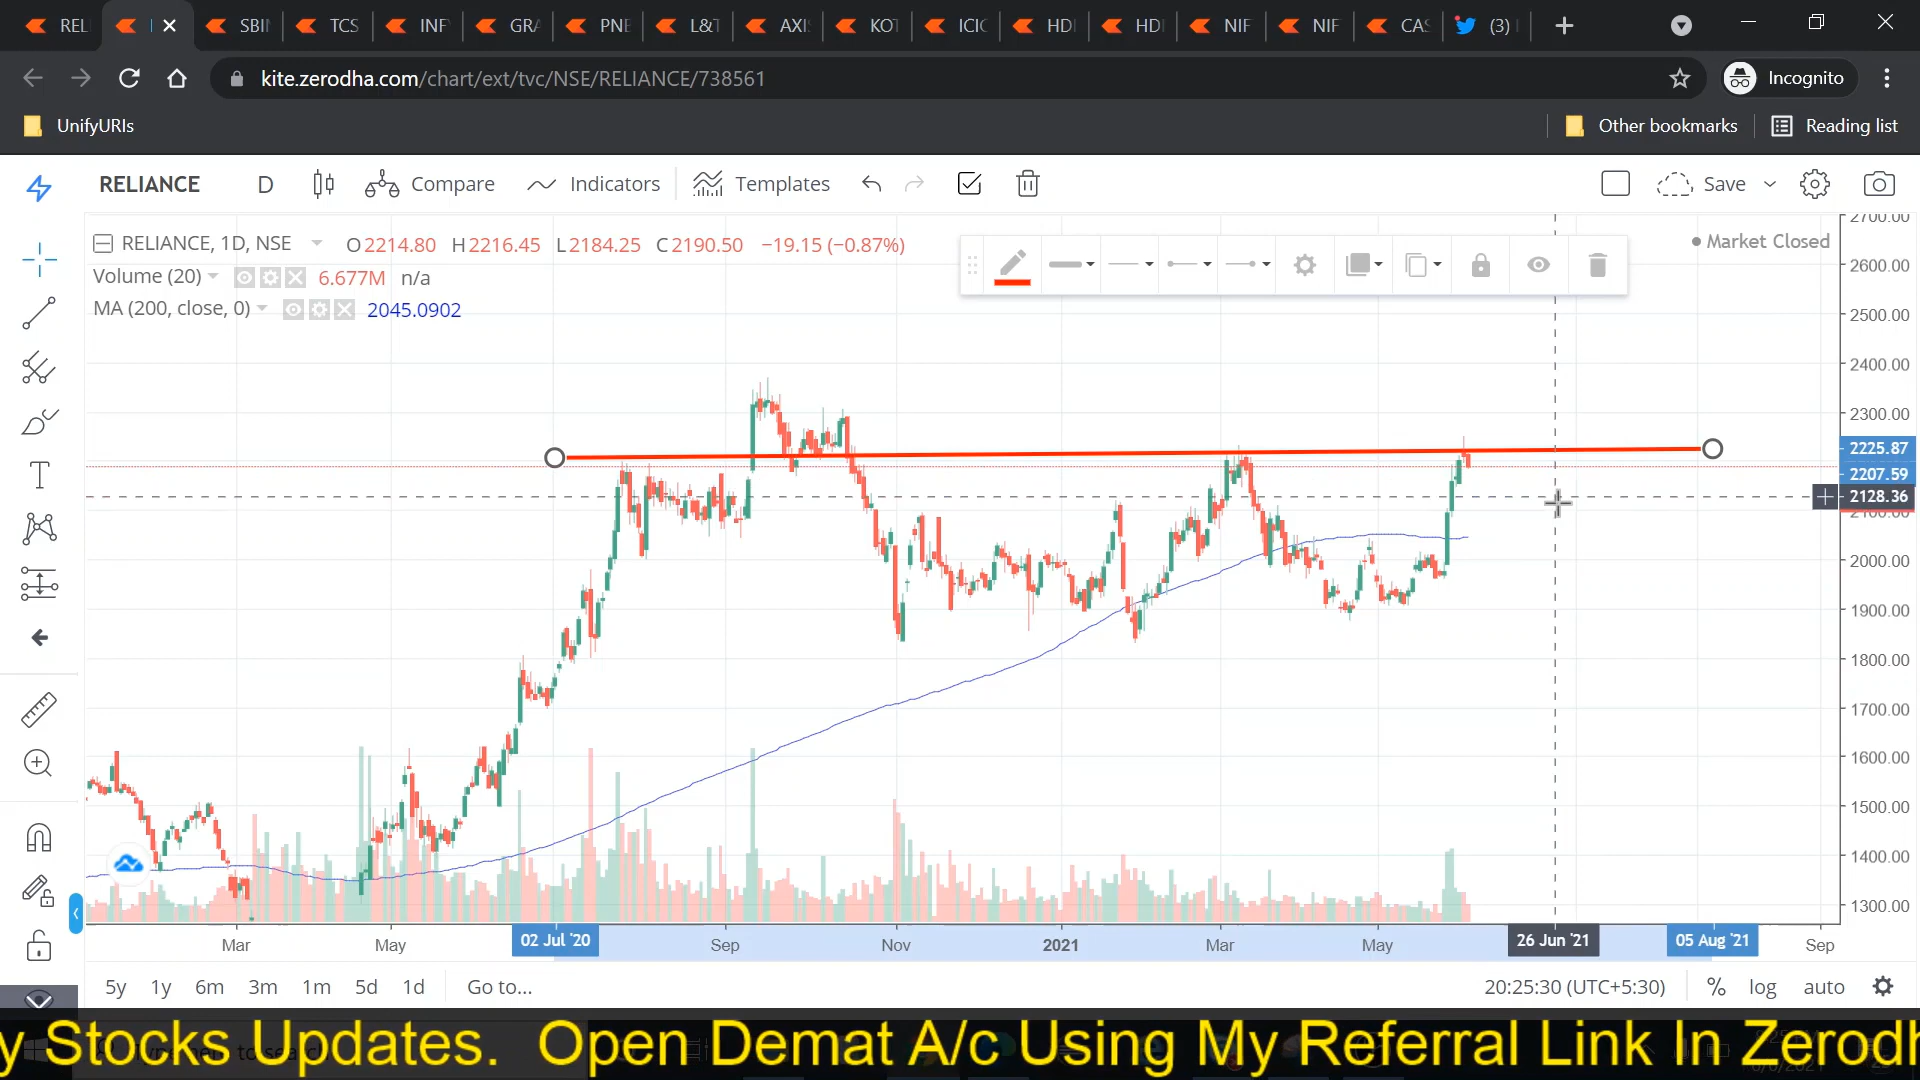 REL
SBIN
TCS
INF
GRA
PNB
L&T
AXI
KOT
ICIC
HD
HD
NIF
NIF
CAS
(3)
kite.zerodha.com/chart/ext/tvc/NSE/RELIANCE/738561
Incognito
UnifyURIs
Other bookmarks
Reading list
RELIANCE D Compare Indicators Templates Save
RELIANCE, 1D, NSE O2214.80 H2216.45 L2184.25 C2190.50 −19.15 (−0.87%)
Market Closed
Volume (20) 6.677M n/a
MA (200, close, 0) 2045.0902
2700.00
2600.00
2500.00
2400.00
2300.00
2225.87
2207.59
2128.36
2100.00
2000.00
1900.00
1800.00
1700.00
1600.00
1500.00
1400.00
1300.00
Mar May 02 Jul '20 Sep Nov 2021 Mar May 26 Jun '21 05 Aug '21 Sep
5y 1y 6m 3m 1m 5d 1d Go to... 20:25:30 (UTC+5:30) % log auto
y Stocks Updates. Open Demat A/c Using My Referral Link In Zerodh